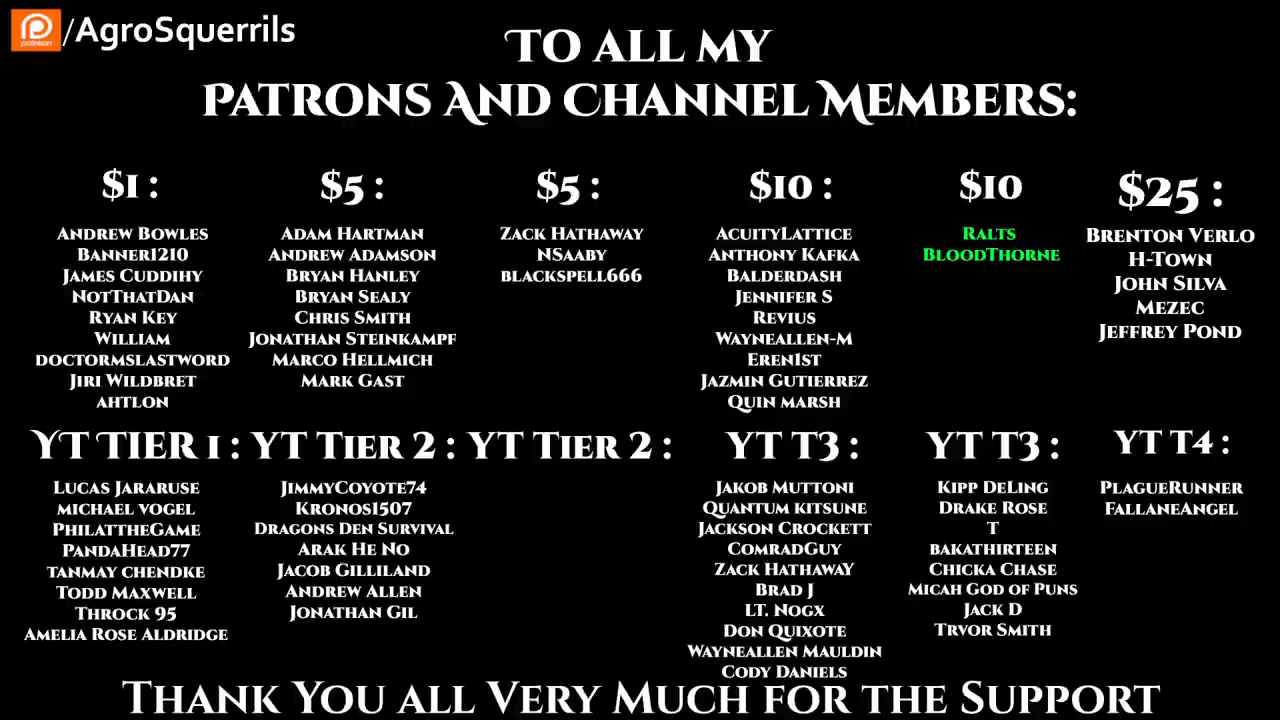 patreon
/AgroSquerrils
To all my
Patrons And Channel Members:
$1 :
Andrew Bowles
Banner1210
James Cuddihy
NotThatDan
Ryan Key
William
doctormslastword
Jiri Wildbret
ahtlon
$5 :
Adam Hartman
Andrew Adamson
Bryan Hanley
Bryan Sealy
Chris Smith
Jonathan Steinkampf
Marco Hellmich
Mark Gast
$5 :
Zack Hathaway
NSaaby
blackspell666
$10 :
AcuityLattice
Anthony Kafka
Balderdash
Jennifer S
Revius
Wayneallen-M
Eren1st
Jazmin Gutierrez
Quin marsh
$10
Ralts
BloodThorne
$25 :
Brenton Verlo
H-Town
John Silva
Mezec
Jeffrey Pond
YT Tier 1 :
Lucas Jararuse
michael vogel
PhilattheGame
PandaHead77
tanmay chendke
Todd Maxwell
Throck 95
Amelia Rose Aldridge
YT Tier 2 :
JimmyCoyote74
Kronos1507
Dragons Den Survival
Arak He No
Jacob Gilliland
Andrew Allen
Jonathan Gil
YT Tier 2 :
YT T3 :
Jakob Muttoni
Quantum kitsune
Jackson Crockett
ComradGuy
Zack Hathaway
Brad J
Lt. Nogx
Don Quixote
Wayneallen Mauldin
Cody Daniels
YT T3 :
Kipp DeLing
Drake Rose
T
bakathirteen
Chicka Chase
Micah God of Puns
Jack D
Trvor Smith
YT T4 :
PlagueRunner
FallaneAngel
Thank You all Very Much for the Support